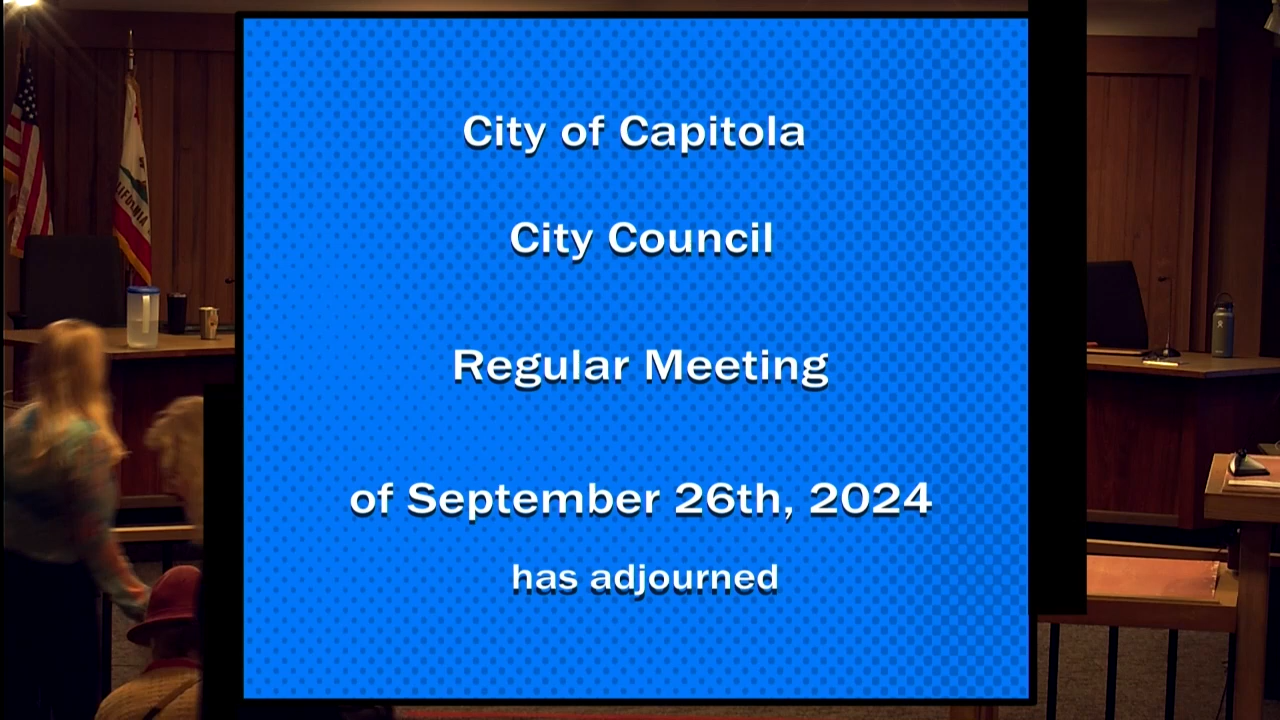 City of Capitola
City Council
Regular Meeting
of September 26th, 2024
has adjourned